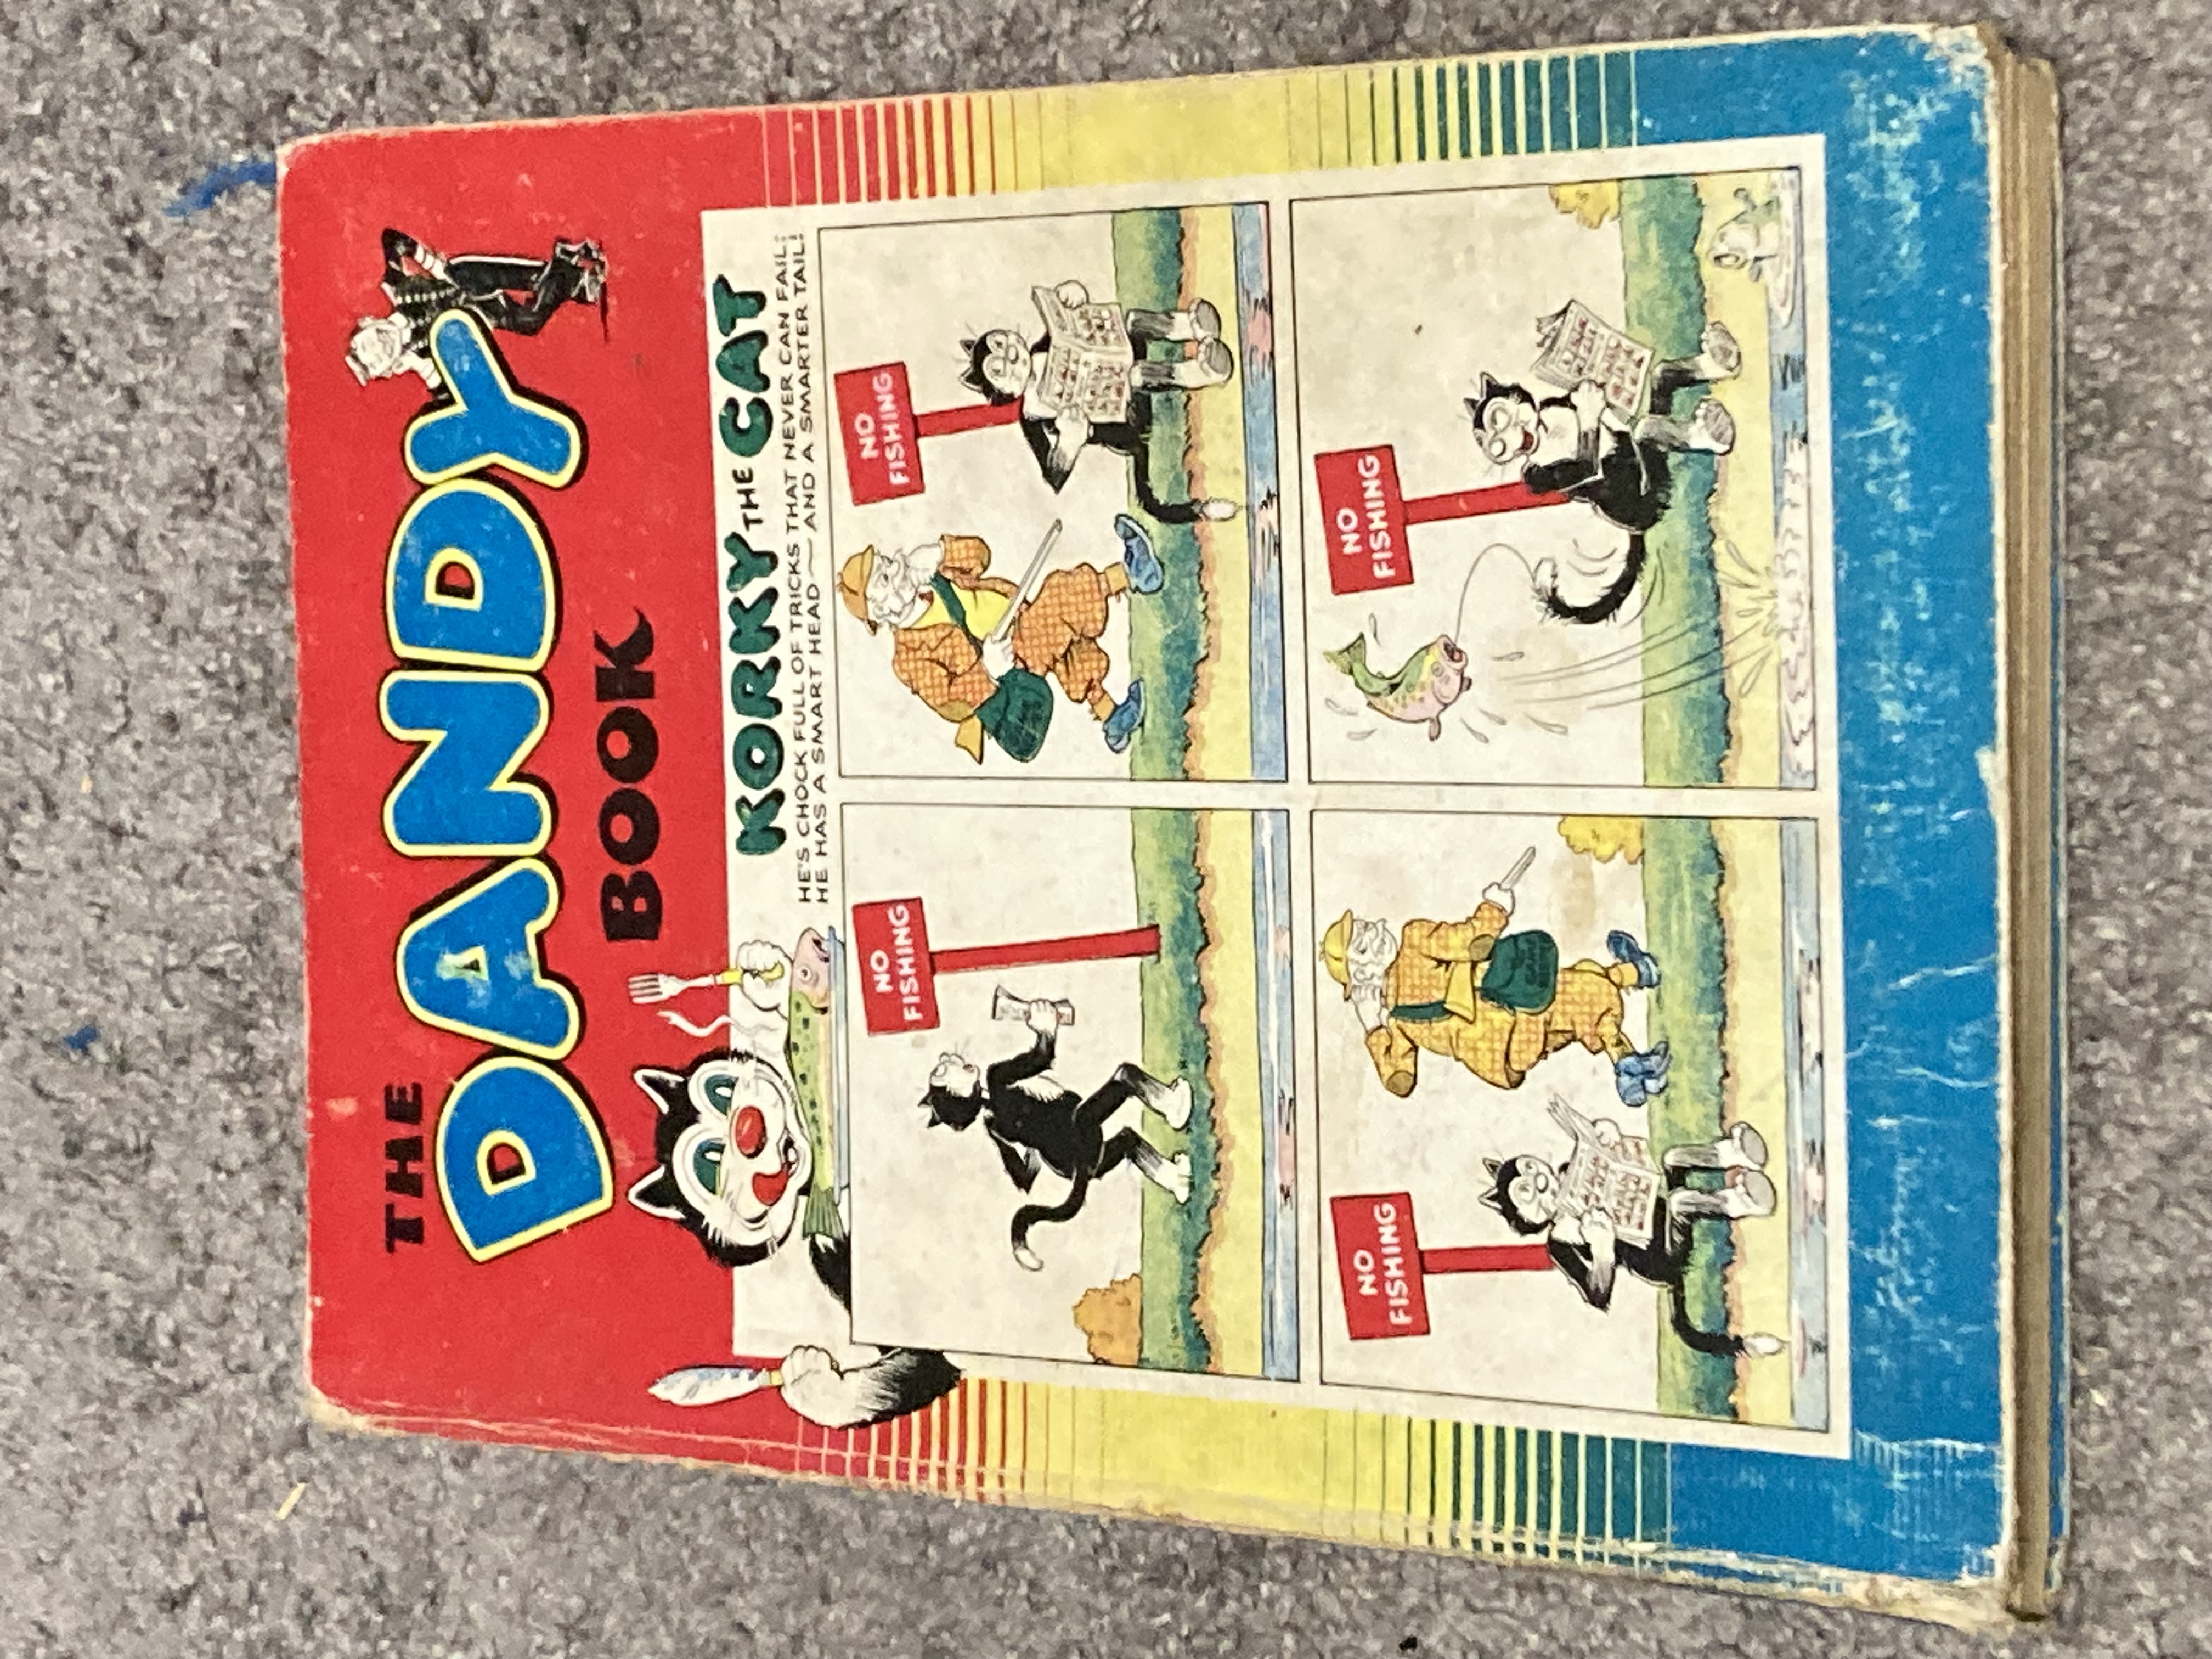 THE
DANDY
BOOK
KORKY THE CAT
HE'S CHOCK FULL OF TRICKS THAT NEVER CAN FAIL:
HE HAS A SMART HEAD — AND A SMARTER TAIL!
NO
FISHING
NO
FISHING
NO
FISHING
NO
FISHING